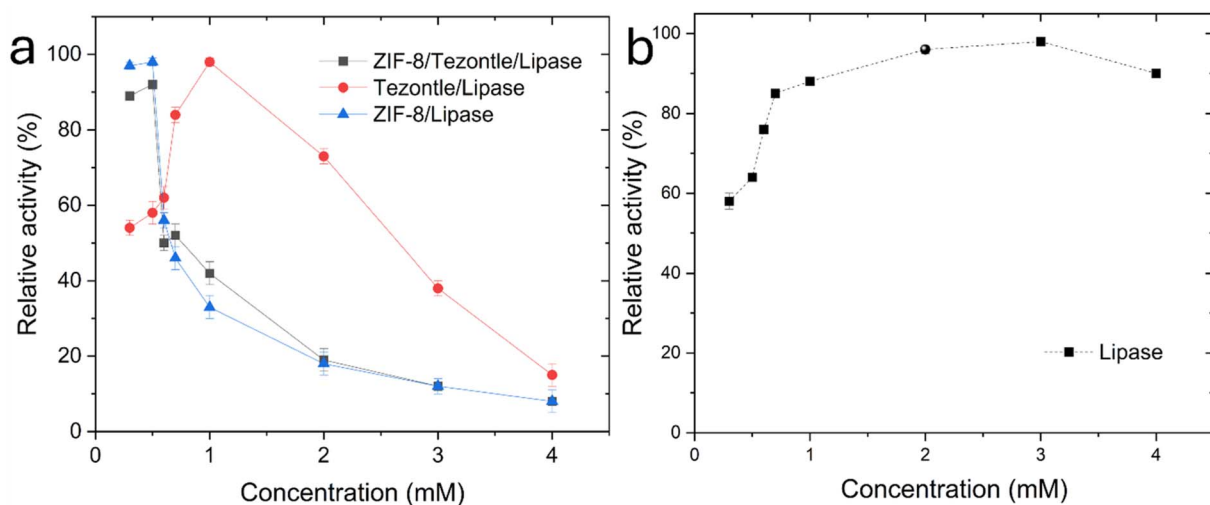 a
ZIF-8/Tezontle/Lipase
Tezontle/Lipase
ZIF-8/Lipase
Relative activity (%)
100
80
60
40
20
0
0 1 2 3 4
Concentration (mM)
b
Lipase
Relative activity (%)
100
80
60
40
20
0
0 1 2 3 4
Concentration (mM)